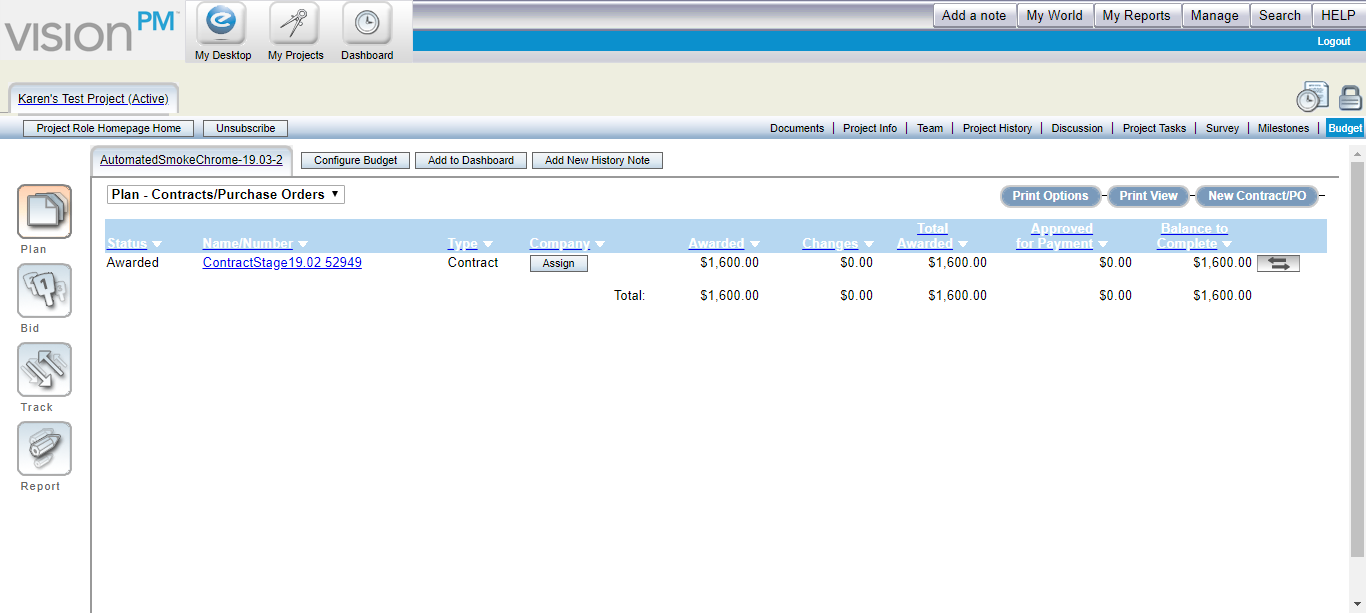 VISION PM™
My Desktop My Projects Dashboard
Add a note My World My Reports Manage Search HELP
Logout
Karen's Test Project (Active)
Project Role Homepage Home Unsubscribe
Documents | Project Info | Team | Project History | Discussion | Project Tasks | Survey | Milestones | Budget
AutomatedSmokeChrome-19.03-2 Configure Budget Add to Dashboard Add New History Note
Plan - Contracts/Purchase Orders
Print Options Print View New Contract/PO
Plan
Bid
1
Track
Report
Total Approved Balance to
Status Name/Number Type Company Awarded Changes Awarded for Payment Complete
Awarded ContractStage19.02 52949 Contract Assign $1,600.00 $0.00 $1,600.00 $0.00 $1,600.00
Total: $1,600.00 $0.00 $1,600.00 $0.00 $1,600.00